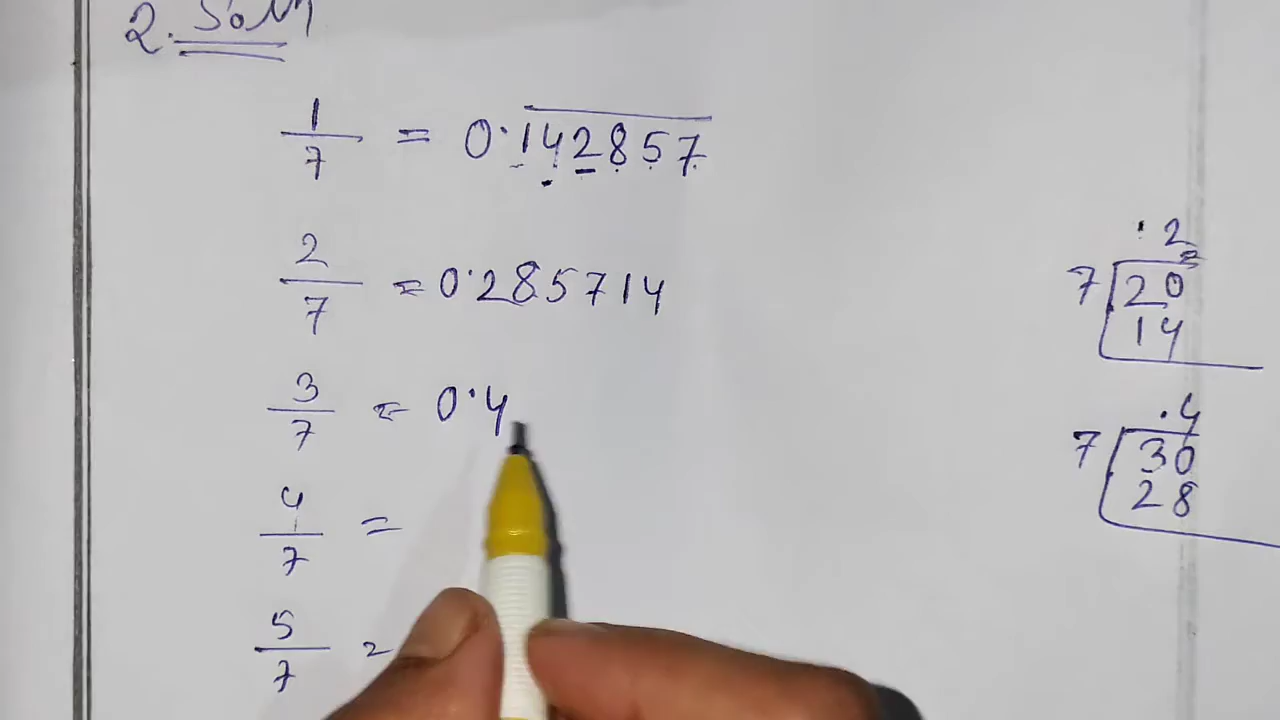 2. Soln
1/7 = 0.142857
2/7 = 0.285714
3/7 = 0.4
4/7 =
5/7 =
.2
7 20
14
.4
7 30
28